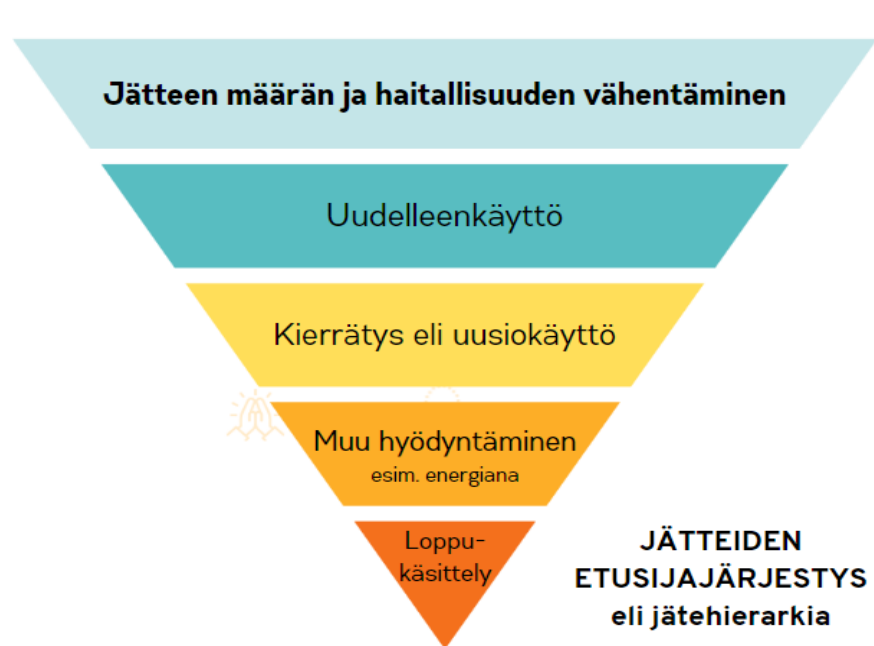 Jätteen määrän ja haitallisuuden vähentäminen
Uudelleenkäyttö
Kierrätys eli uusiokäyttö
Muu hyödyntäminen
esim. energiana
Loppu-
käsittely
JÄTTEIDEN
ETUSIJAJÄRJESTYS
eli jätehierarkia